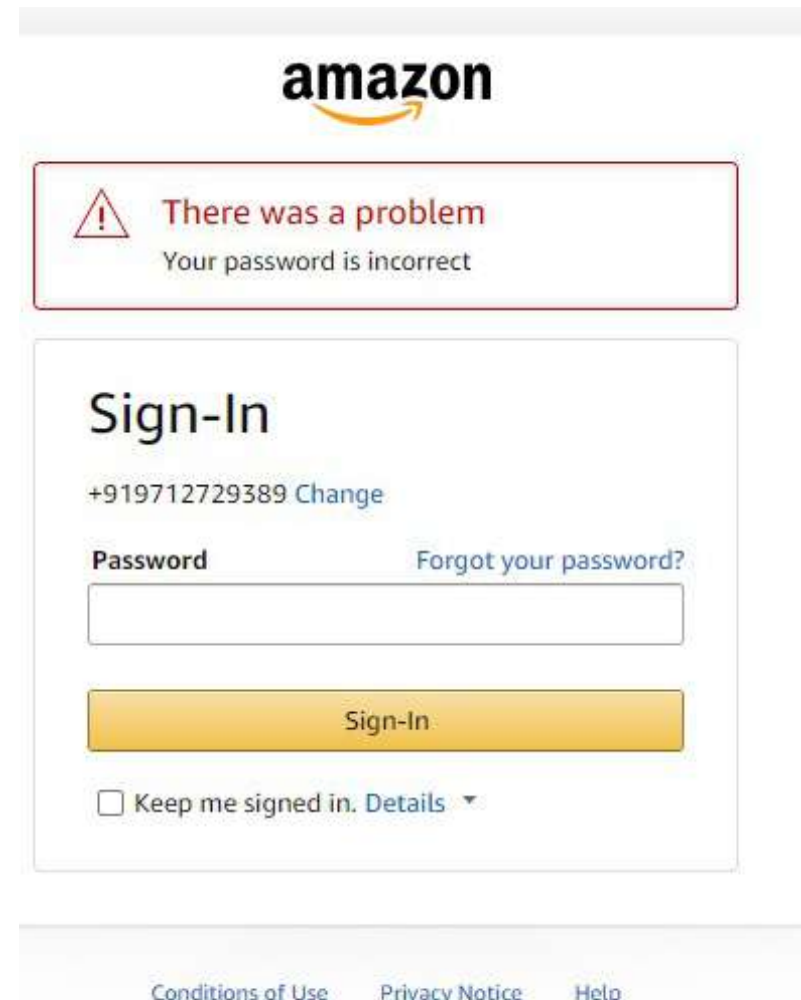 amazon
There was a problem
Your password is incorrect
Sign-In
+919712729389 Change
Password Forgot your password?
Sign-In
Keep me signed in. Details
Conditions of Use Privacy Notice Help